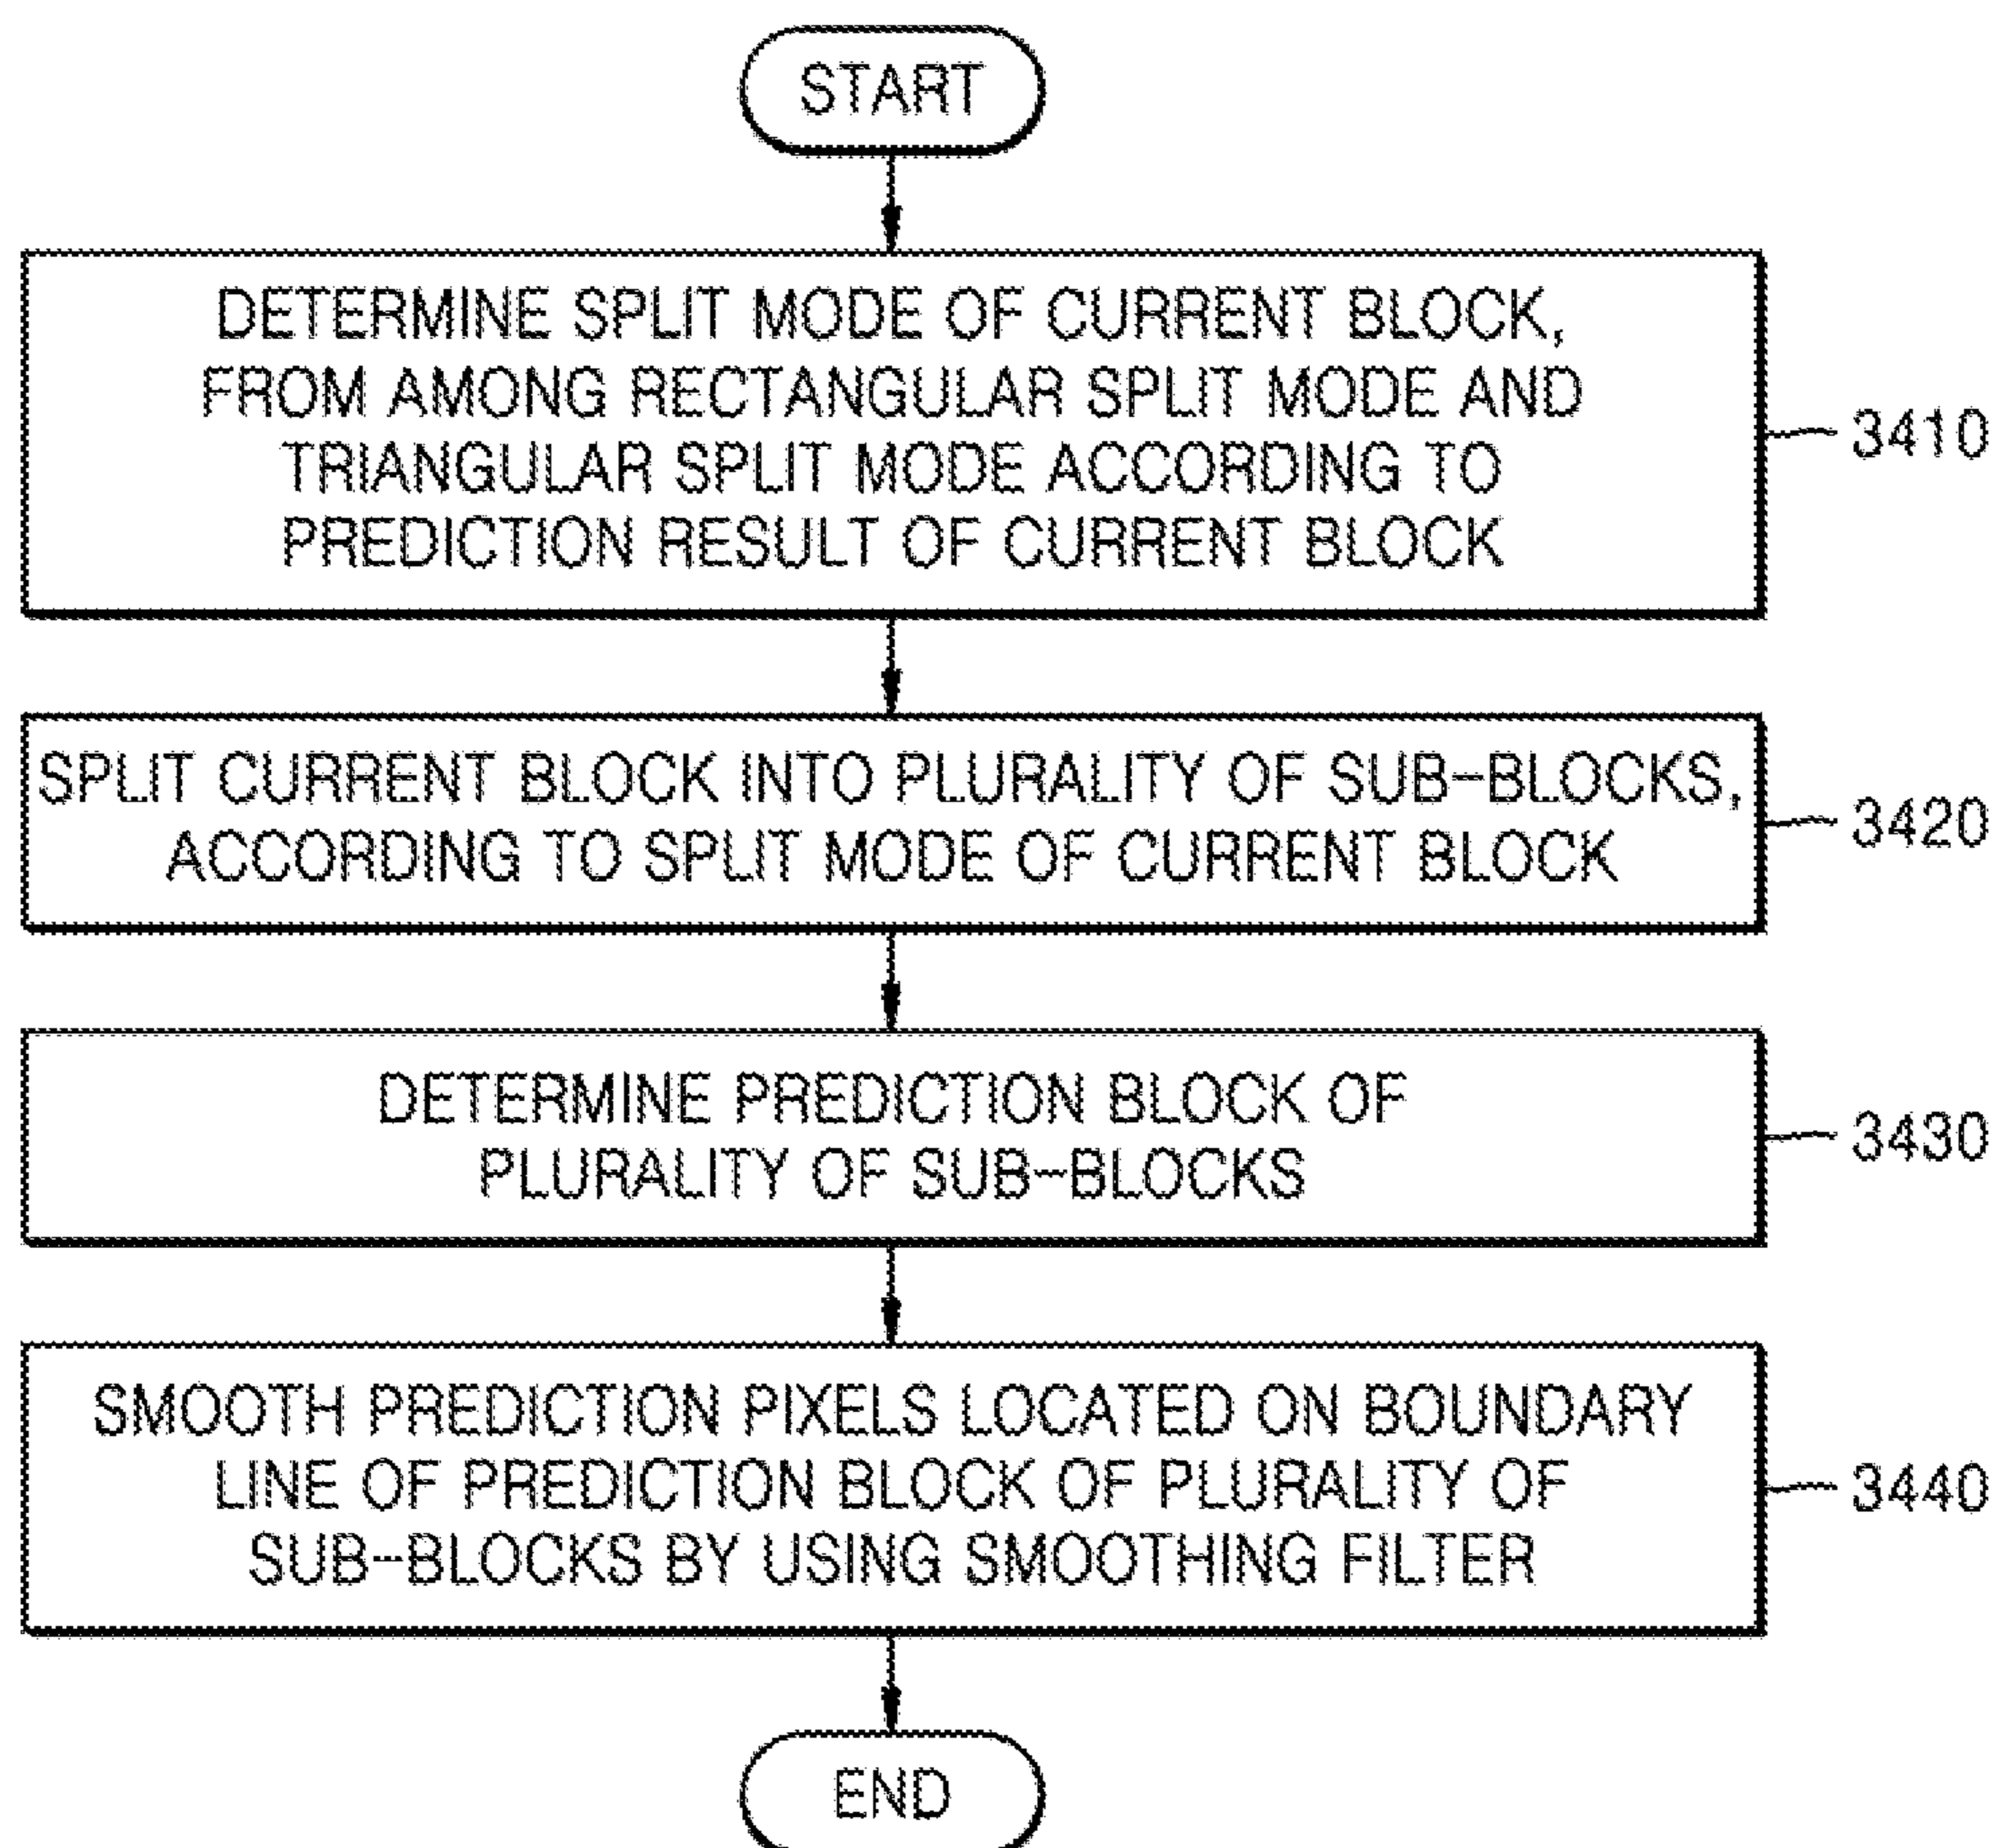 START
DETERMINE SPLIT MODE OF CURRENT BLOCK,
FROM AMONG RECTANGULAR SPLIT MODE AND
TRIANGULAR SPLIT MODE ACCORDING TO
PREDICTION RESULT OF CURRENT BLOCK
3410
SPLIT CURRENT BLOCK INTO PLURALITY OF SUB-BLOCKS,
ACCORDING TO SPLIT MODE OF CURRENT BLOCK
3420
DETERMINE PREDICTION BLOCK OF
PLURALITY OF SUB-BLOCKS
3430
SMOOTH PREDICTION PIXELS LOCATED ON BOUNDARY
LINE OF PREDICTION BLOCK OF PLURALITY OF
SUB-BLOCKS BY USING SMOOTHING FILTER
3440
END